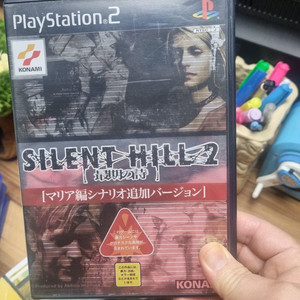 PlayStation 2
KONAMI
SILENT HILL 2
最期の詩
[マリア編シナリオ追加バージョン]
KONA